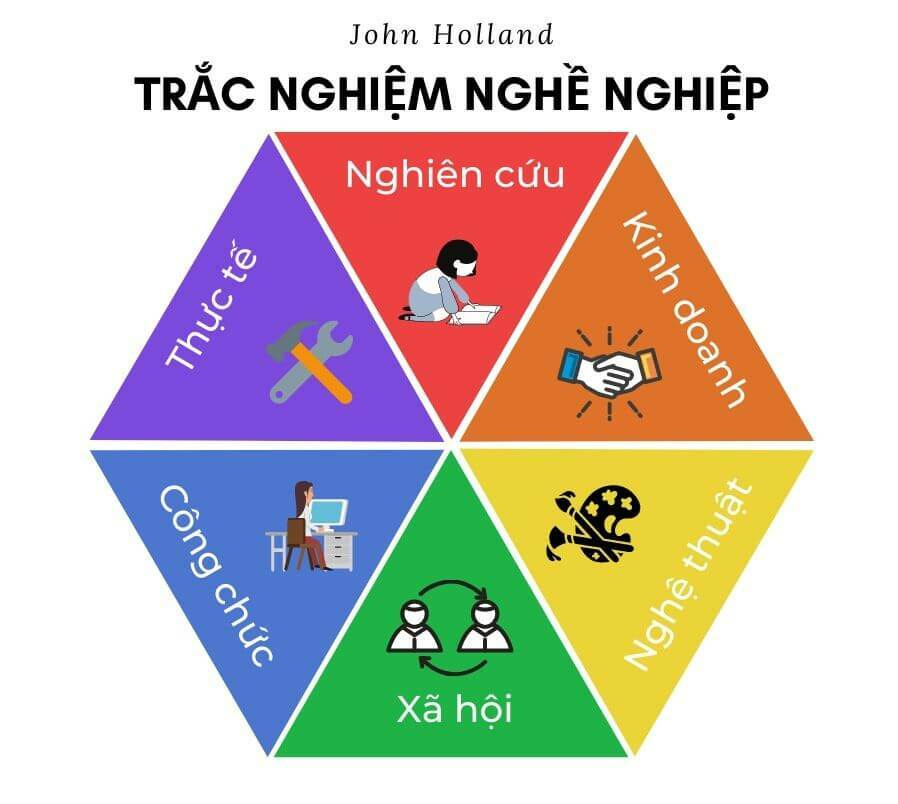 John Holland
TRẮC NGHIỆM NGHỀ NGHIỆP
Nghiên cứu
Thực tế
Kinh doanh
Công chức
Nghệ thuật
Xã hội